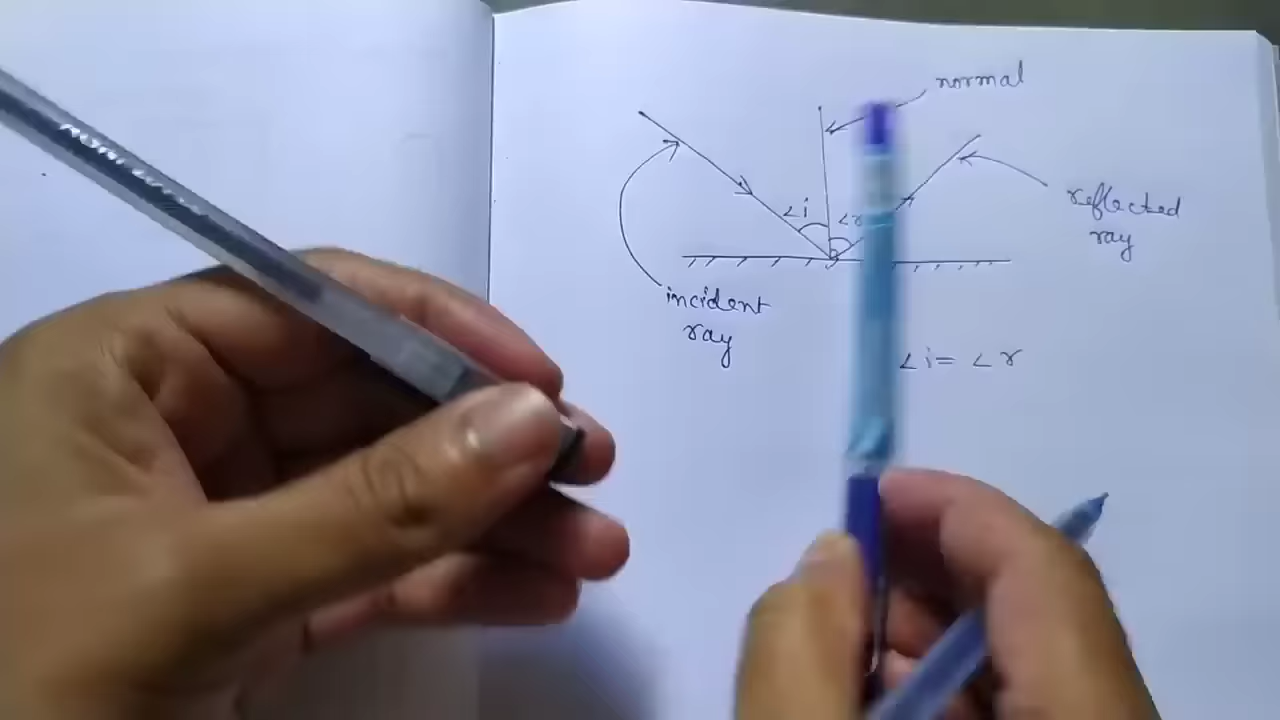 normal
∠i
∠r
reflected
ray
incident
ray
∠i = ∠r